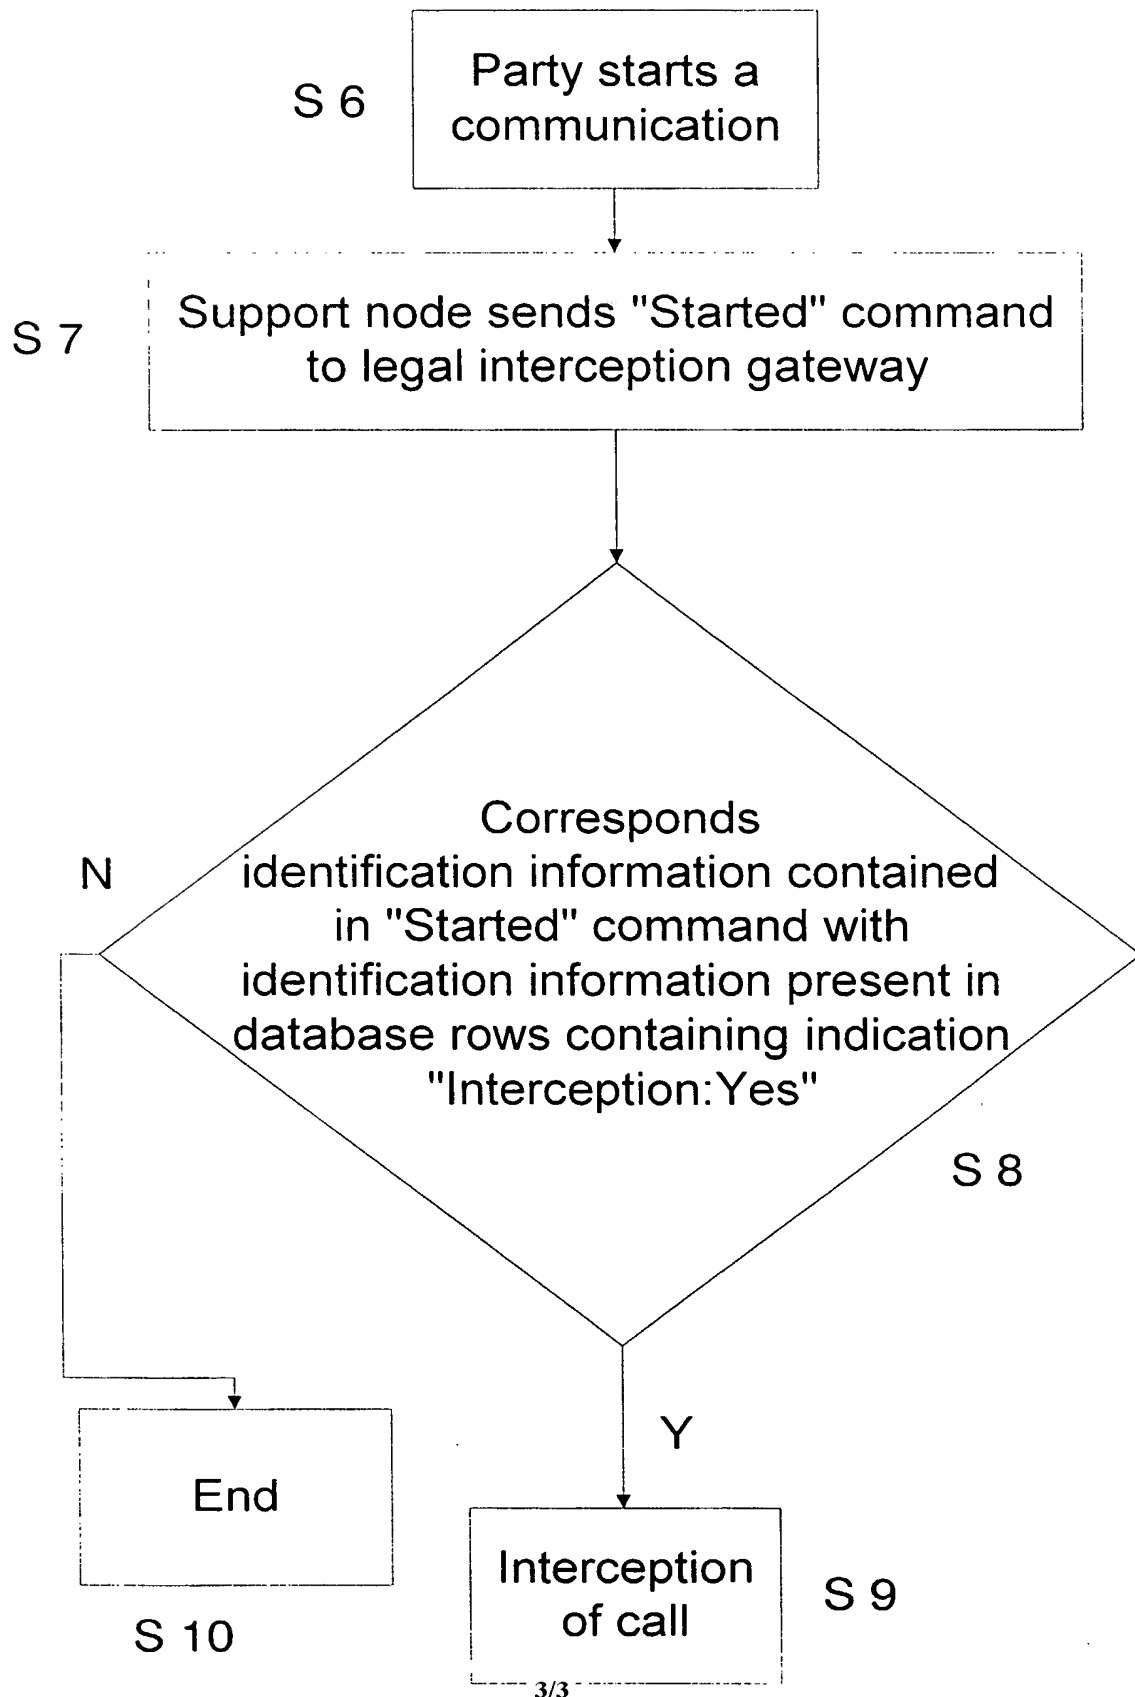 Party starts a
communication
S 6
Support node sends "Started" command
to legal interception gateway
S 7
Corresponds
identification information contained
in "Started" command with
identification information present in
database rows containing indication
"Interception:Yes"
N
S 8
Y
End
S 10
Interception
of call
S 9
3/3